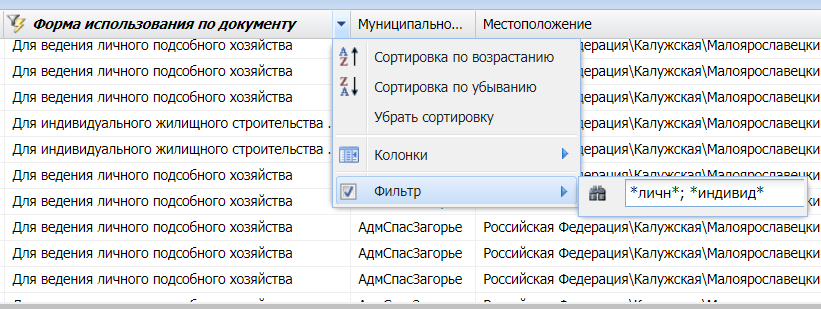 Форма использования по документу Муниципально... Местоположение
Для ведения личного подсобного хозяйства Федерация\Калужская\Малоярославецки
Для ведения личного подсобного хозяйства Сортировка по возрастанию Федерация\Калужская\Малоярославецки
Для ведения личного подсобного хозяйства Сортировка по убыванию Федерация\Калужская\Малоярославецки
Для индивидуального жилищного строительства . Убрать сортировку Федерация\Калужская\Малоярославецки
Для индивидуального жилищного строительства . Колонки Федерация\Калужская\Малоярославецки
Для ведения личного подсобного хозяйства Федерация\Калужская\Малоярославецки
Для ведения личного подсобного хозяйства Фильтр *личн*; *индивид*
Для ведения личного подсобного хозяйства АдмСпасЗагорье Российская Федерация\Калужская\Малоярославецки
Для ведения личного подсобного хозяйства АдмСпасЗагорье Российская Федерация\Калужская\Малоярославецки
Для ведения личного подсобного хозяйства АдмСпасЗагорье Российская Федерация\Калужская\Малоярославецки
Для ведения личного подсобного хозяйства АдмСпасЗагорье Российская Федерация\Калужская\Малоярославецки